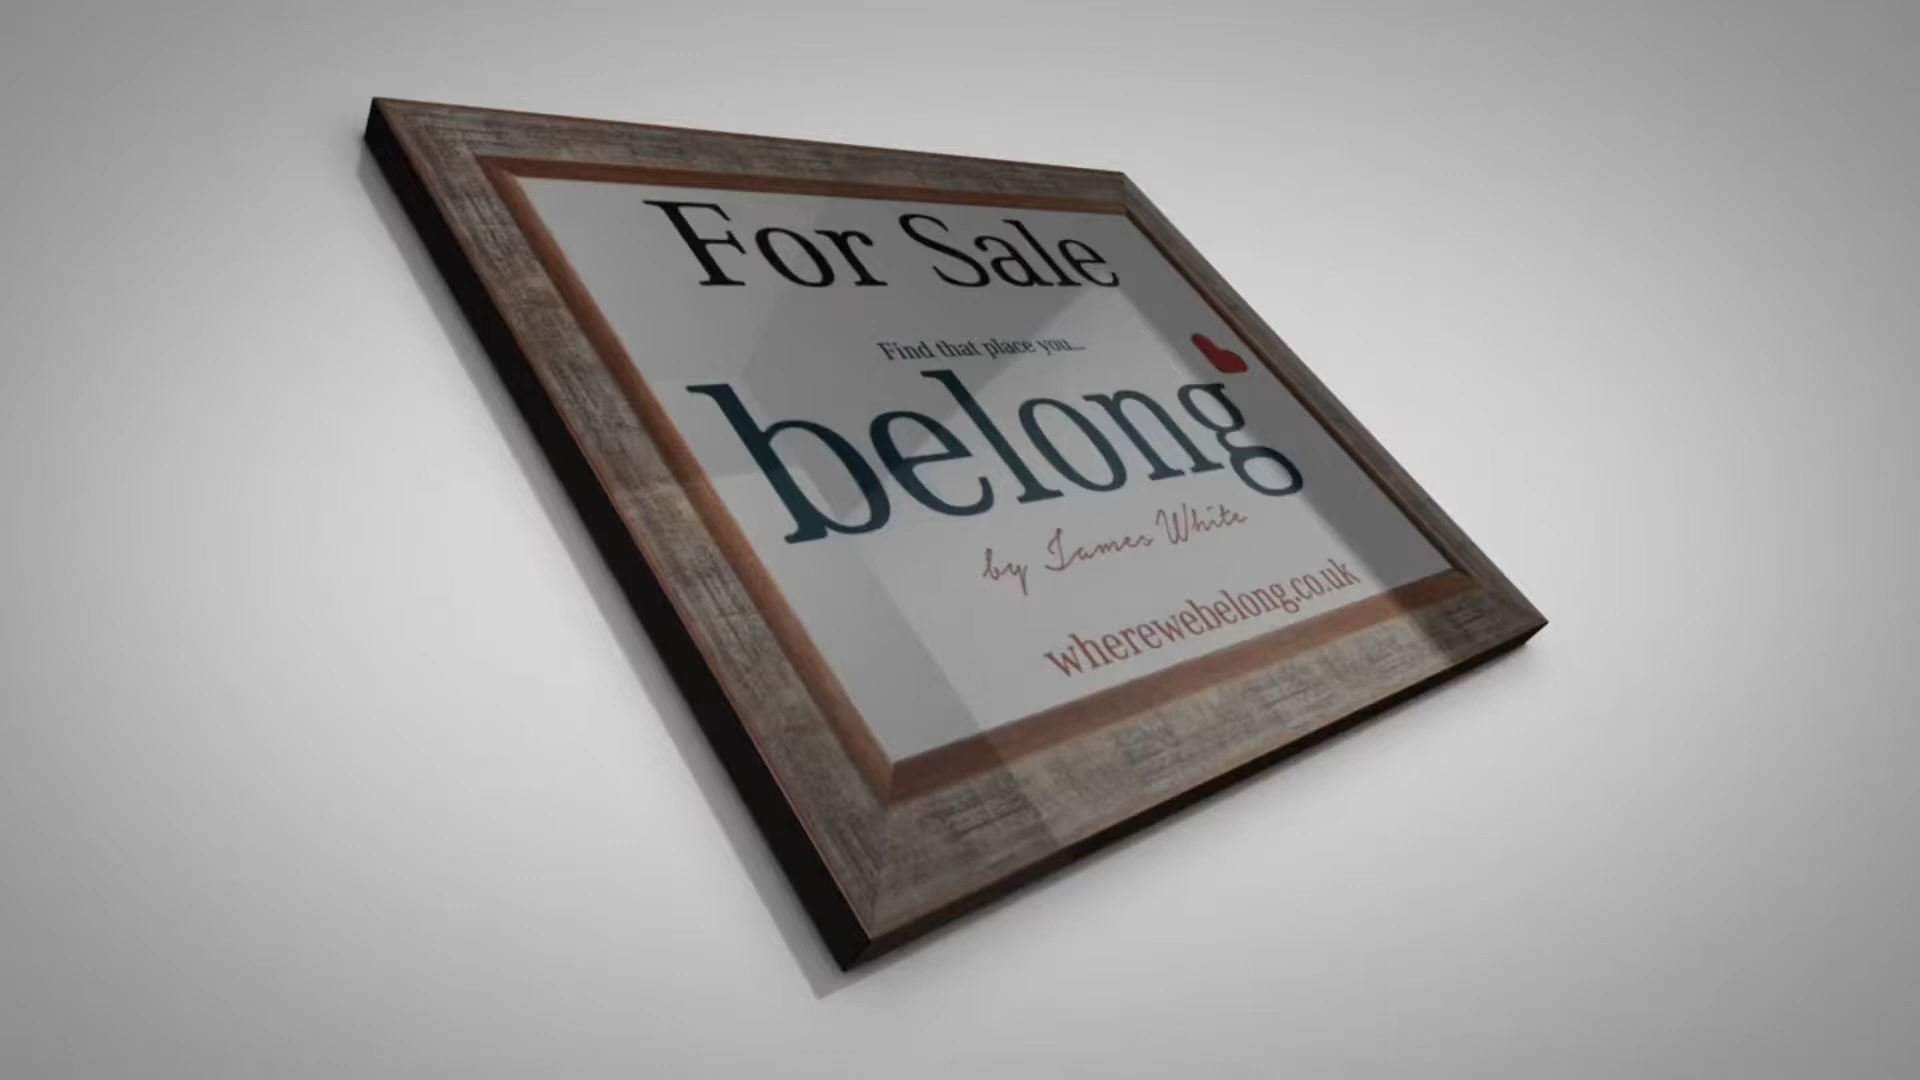 For Sale
Find that place you...
belong
by James White
wherewebelong.co.uk